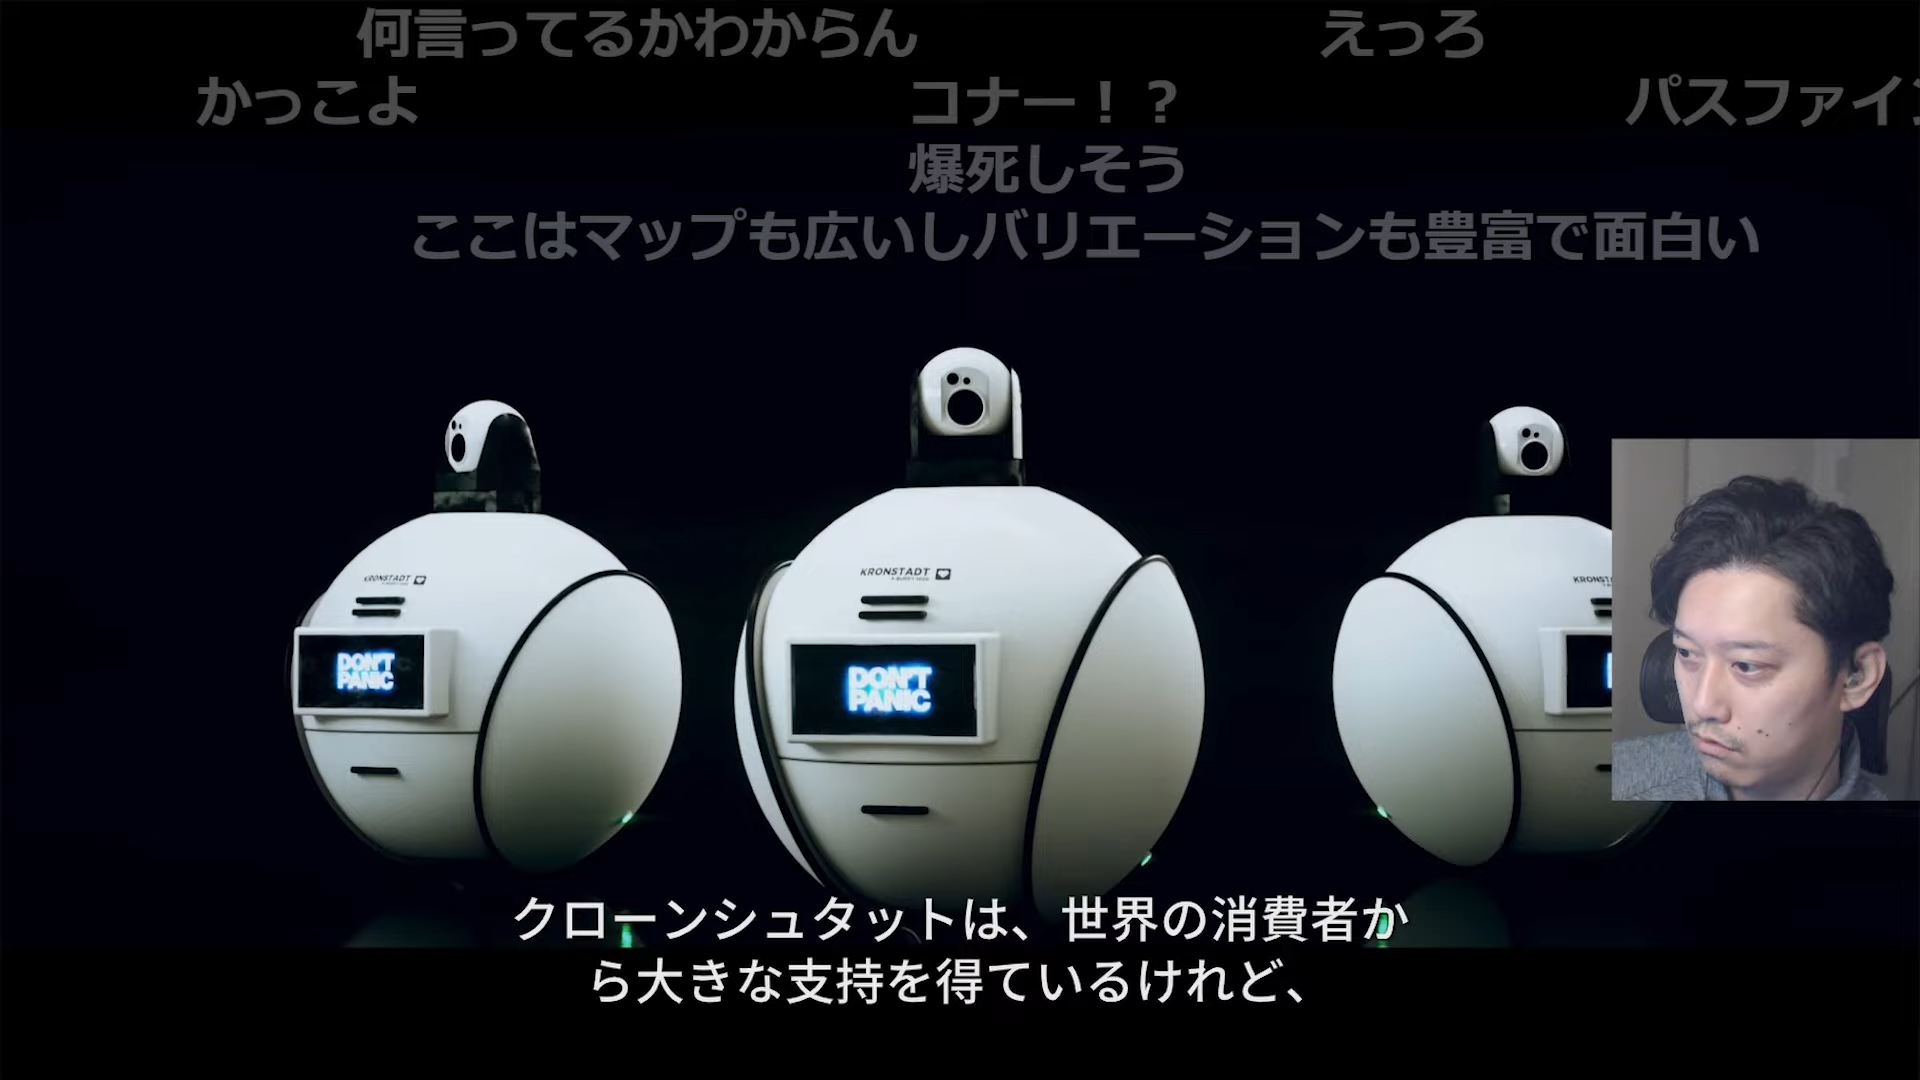 何言ってるかわからん
えっろ
かっこよ
コナー！？
パスファイン
爆死しそう
ここはマップも広いしバリエーションも豊富で面白い
KRONSTADT
DON'T
PANIC
KRONSTADT
DON'T
PANIC
クローンシュタットは、世界の消費者か
ら大きな支持を得ているけれど、